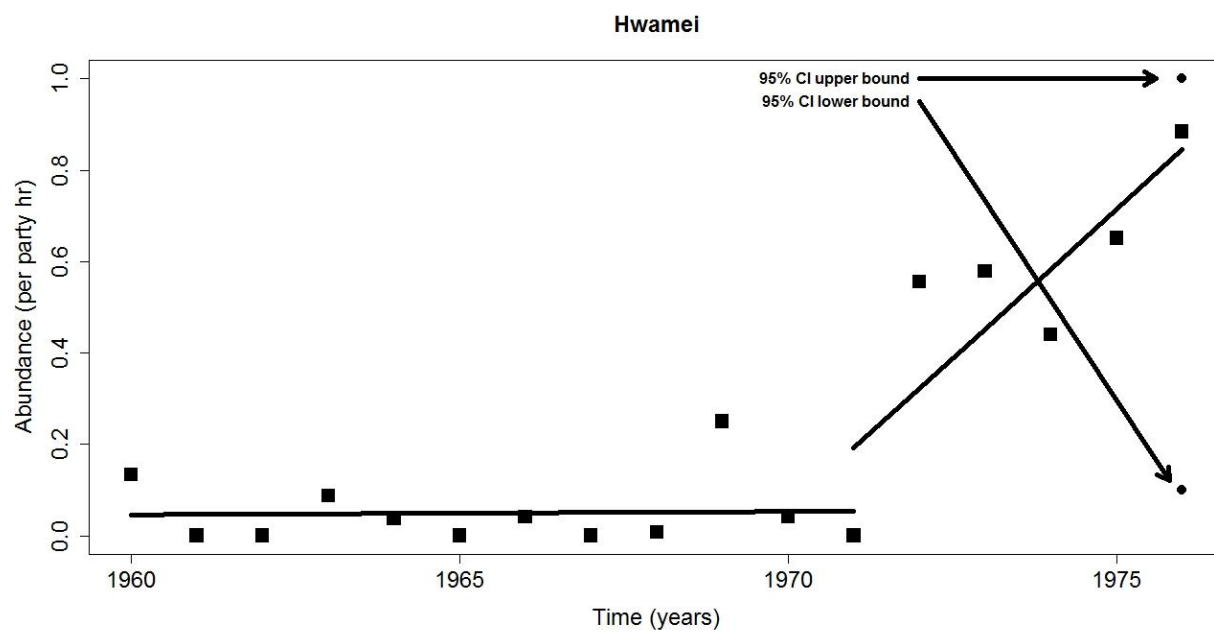 Hwamei
95% CI upper bound
95% CI lower bound
Abundance (per party hr)
1.0
0.8
0.6
0.4
0.2
0.0
1960 1965 1970 1975
Time (years)